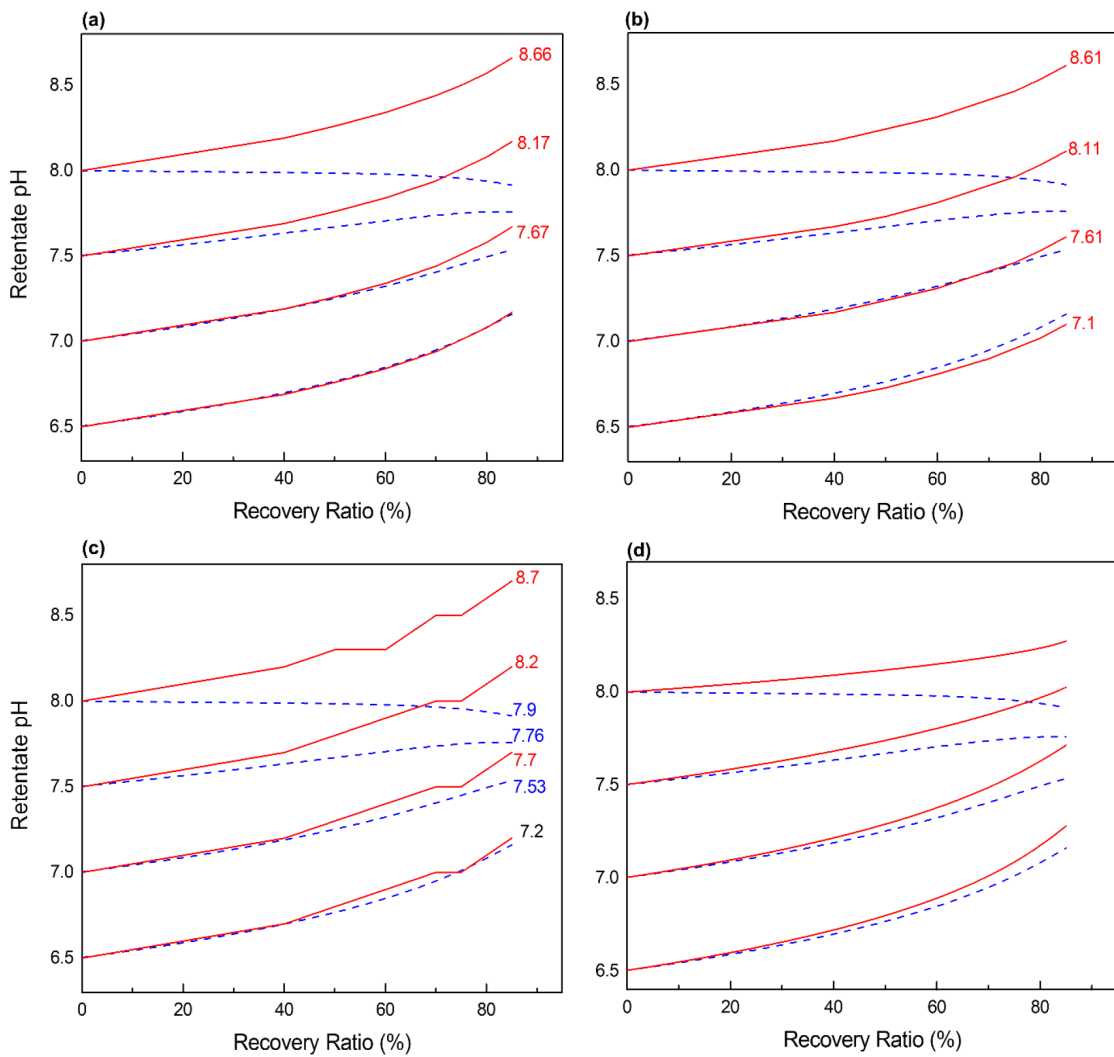 (a)
8.66
8.5
8.17
8.0
7.67
7.5
7.0
6.5
0 20 40 60 80
Recovery Ratio (%)
Retentate pH
(b)
8.61
8.5
8.11
8.0
7.61
7.5
7.1
7.0
6.5
0 20 40 60 80
Recovery Ratio (%)
(c)
8.7
8.5
8.2
8.0
7.9
7.76
7.7
7.5
7.53
7.2
7.0
6.5
0 20 40 60 80
Recovery Ratio (%)
Retentate pH
(d)
8.5
8.0
7.5
7.0
6.5
0 20 40 60 80
Recovery Ratio (%)